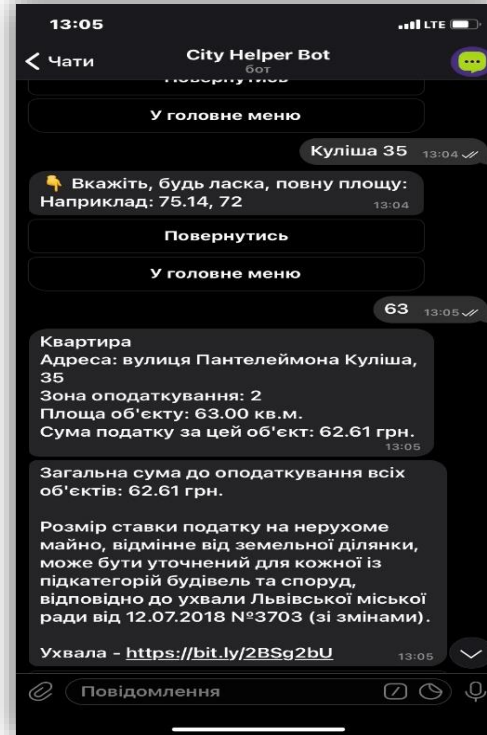 13:05
LTE
Чати
City Helper Bot
бот
Повернутись
У головне меню
Куліша 35 13:04
👇 Вкажіть, будь ласка, повну площу:
Наприклад: 75.14, 72 13:04
Повернутись
У головне меню
63 13:05
Квартира
Адреса: вулиця Пантелеймона Куліша,
35
Зона оподаткування: 2
Площа об'єкту: 63.00 кв.м.
Сума податку за цей об'єкт: 62.61 грн.
13:05
Загальна сума до оподаткування всіх
об'єктів: 62.61 грн.
Розмір ставки податку на нерухоме
майно, відмінне від земельної ділянки,
може бути уточнений для кожної із
підкатегорій будівель та споруд,
відповідно до ухвали Львівської міської
ради від 12.07.2018 №3703 (зі змінами).
Ухвала - https://bit.ly/2BSg2bU 13:05
Повідомлення